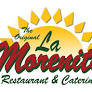 The
Original
La
Morenit
Restaurant & Caterin